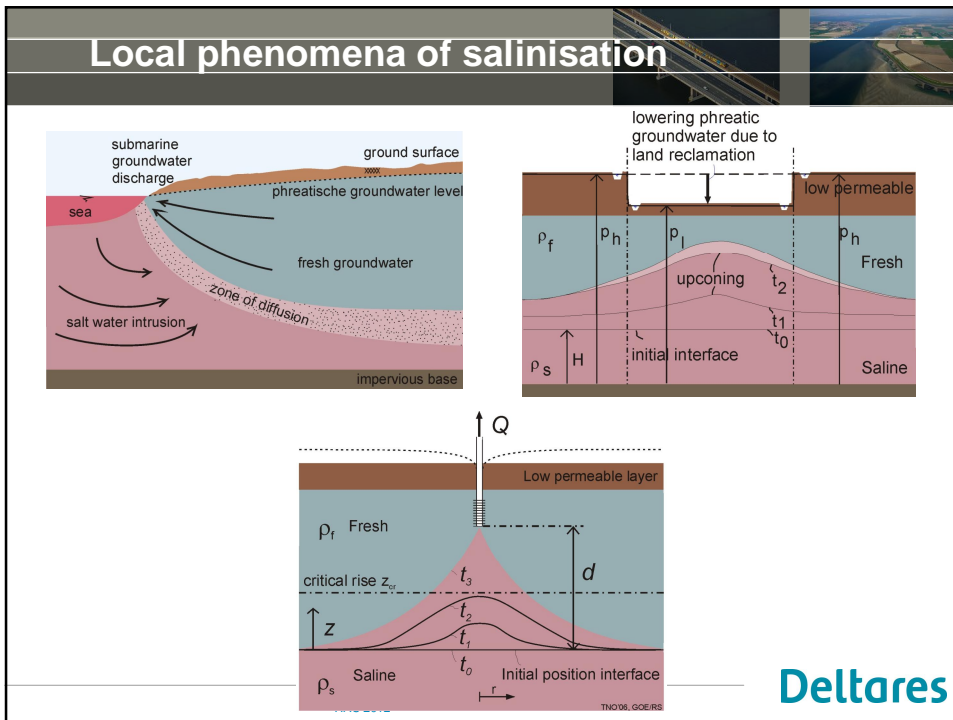 Local phenomena of salinisation
submarine
groundwater
discharge
ground surface
phreatische groundwater level
sea
fresh groundwater
zone of diffusion
salt water intrusion
impervious base
lowering phreatic
groundwater due to
land reclamation
low permeable
ρf
ph
pl
ph
Fresh
upconing
t2
t1
t0
initial interface
H
ρs
Saline
Q
Low permeable layer
ρf Fresh
critical rise zcr
t3
d
t2
z
t1
t0
Saline
Initial position interface
ρs
r
TNO'06, GOE/RS
Deltares